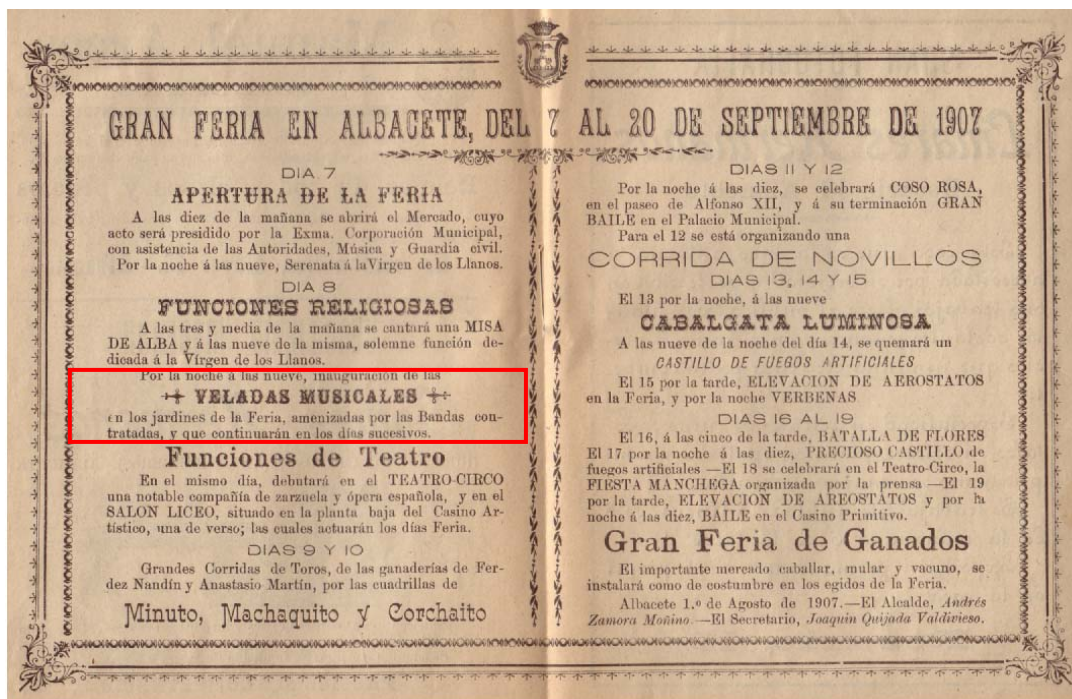 GRAN FERIA EN ALBACETE, DEL 7 AL 20 DE SEPTIEMBRE DE 1907
DIA 7
APERTURA DE LA FERIA
A las diez de la mañana se abrirá el Mercado, cuyo
acto será presidido por la Exma. Corporación Municipal,
con asistencia de las Autoridades, Música y Guardia civil.
Por la noche á las nueve, Serenata á la Virgen de los Llanos.
DIA 8
FUNCIONES RELIGIOSAS
A las tres y media de la mañana se cantará una MISA
DE ALBA y á las nueve de la misma, solemne función de-
dicada á la Virgen de los Llanos.
Por la noche á las nueve, inauguración de las
VELADAS MUSICALES
en los jardines de la Feria, amenizadas por las Bandas con-
tratadas, y que continuarán en los días sucesivos.
Funciones de Teatro
En el mismo día, debutará en el TEATRO-CIRCO
una notable compañía de zarzuela y ópera española, y en el
SALON LICEO, situado en la planta baja del Casino Ar-
tístico, una de verso; las cuales actuarán los días Feria.
DIAS 9 Y 10
Grandes Corridas de Toros, de las ganaderías de Fer-
dez Nandín y Anastasio Martín, por las cuadrillas de
Minuto, Machaquito y Corchaito
DIAS 11 Y 12
Por la noche á las diez, se celebrará COSO ROSA,
en el paseo de Alfonso XII, y á su terminación GRAN
BAILE en el Palacio Municipal.
Para el 12 se está organizando una
CORRIDA DE NOVILLOS
DIAS 13, 14 Y 15
El 13 por la noche, á las nueve
CABALGATA LUMINOSA
A las nueve de la noche del día 14, se quemará un
CASTILLO DE FUEGOS ARTIFICIALES
El 15 por la tarde, ELEVACION DE AEROSTATOS
en la Feria, y por la noche VERBENAS
DIAS 16 AL 19
El 16, á las cinco de la tarde, BATALLA DE FLORES
El 17 por la noche á las diez, PRECIOSO CASTILLO de
fuegos artificiales —El 18 se celebrará en el Teatro-Circo, la
FIESTA MANCHEGA organizada por la prensa —El 19
por la tarde, ELEVACION DE AREOSTATOS y por la
noche á las diez, BAILE en el Casino Primitivo.
Gran Feria de Ganados
El importante mercado caballar, mular y vacuno, se
instalará como de costumbre en los egidos de la Feria.
Albacete 1.º de Agosto de 1907.—El Alcalde, Andrés
Zamora Moñino.—El Secretario, Joaquin Quijada Valdivieso.